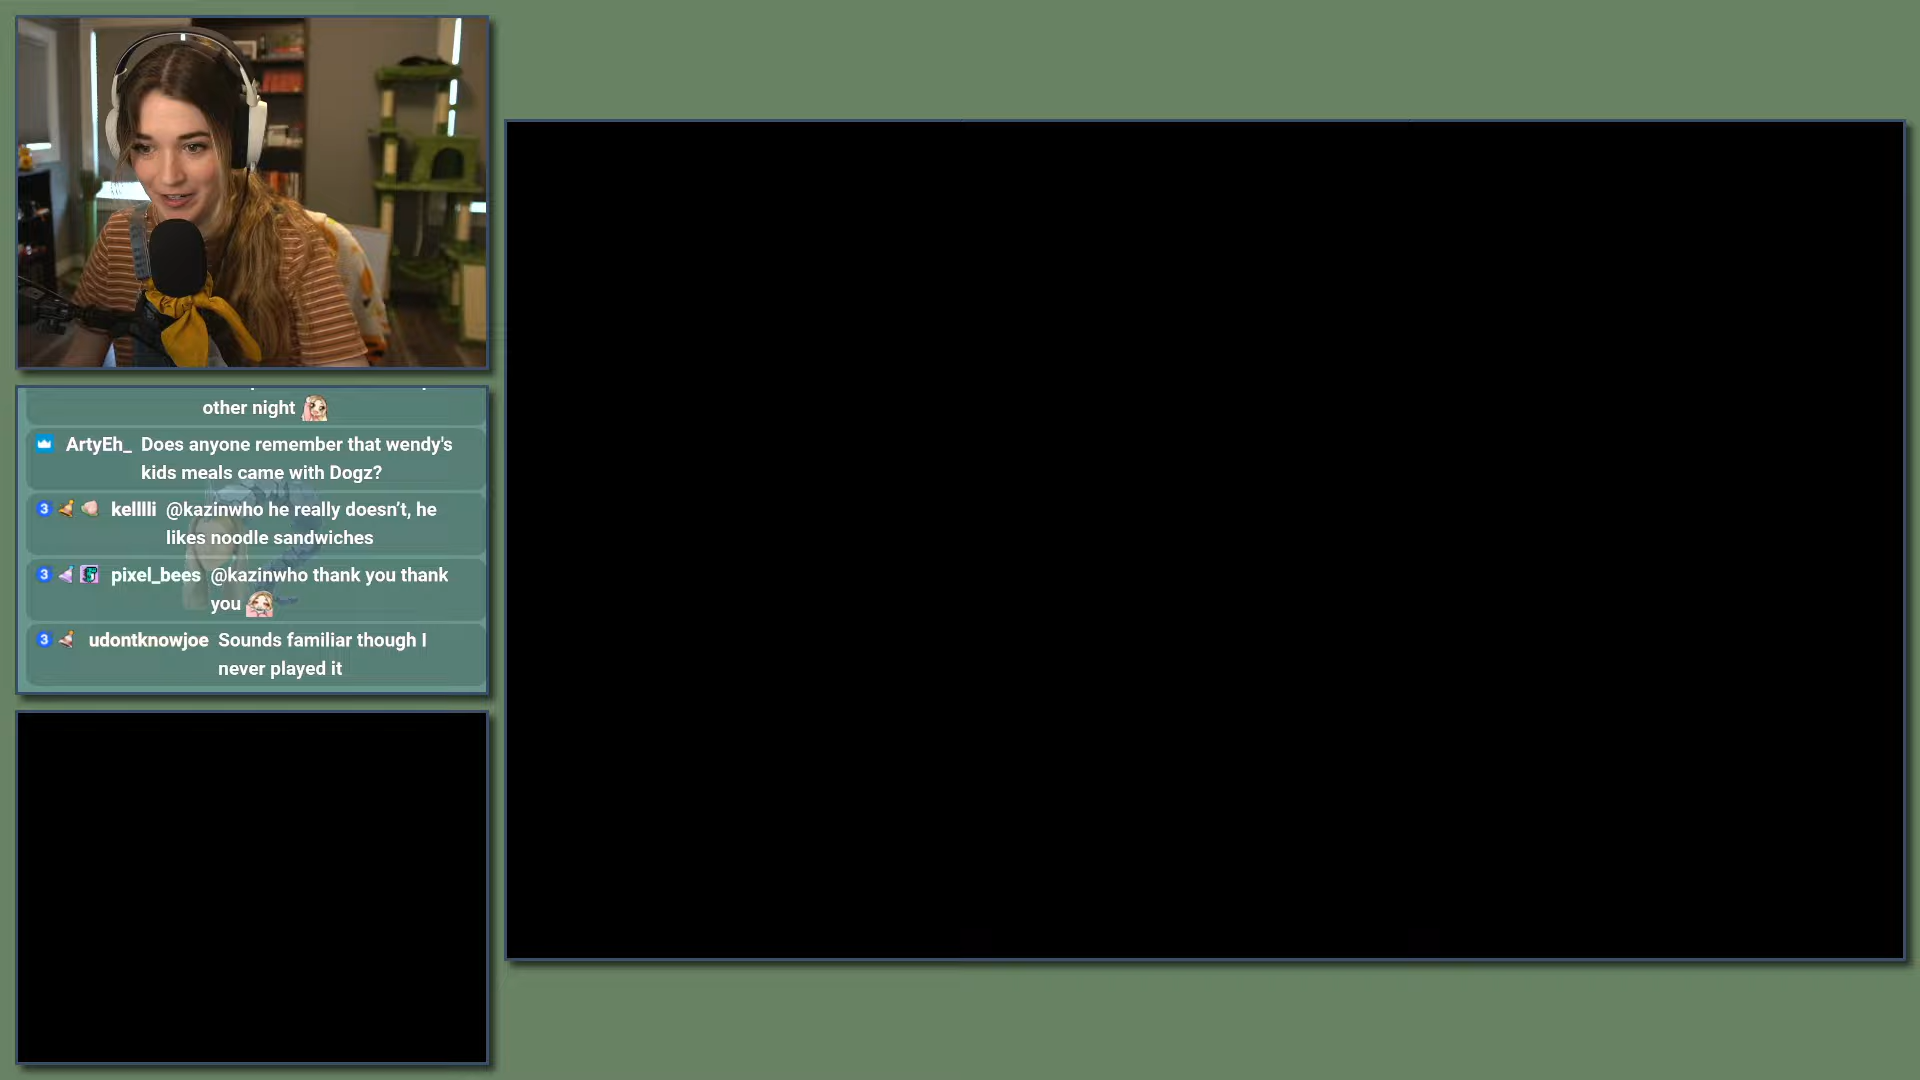 other night
ArtyEh_ Does anyone remember that wendy's
kids meals came with Dogz?
3 kelllli @kazinwho he really doesn’t, he
likes noodle sandwiches
3 pixel_bees @kazinwho thank you thank
you
3 udontknowjoe Sounds familiar though I
never played it